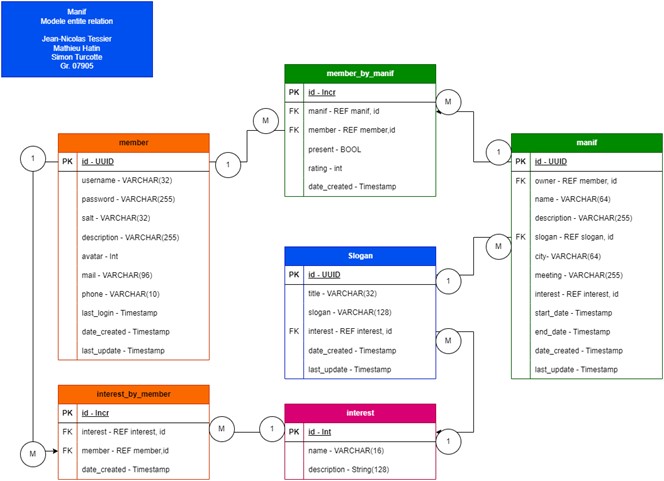 Manif
Modele entite relation
Jean-Nicolas Tessier
Mathieu Hatin
Simon Turcotte
Gr. 07905
member_by_manif
PK id - Incr
FK manif - REF manif, id
FK member - REF member,id
present - BOOL
rating - int
date_created - Timestamp
member
PK id - UUID
username - VARCHAR(32)
password - VARCHAR(255)
salt - VARCHAR(32)
description - VARCHAR(255)
avatar - Int
mail - VARCHAR(96)
phone - VARCHAR(10)
last_login - Timestamp
date_created - Timestamp
last_update - Timestamp
manif
PK id - UUID
FK owner - REF member, id
name - VARCHAR(64)
description - VARCHAR(255)
FK slogan - REF slogan, id
city- VARCHAR(64)
meeting - VARCHAR(255)
interest - REF interest, id
start_date - Timestamp
end_date - Timestamp
date_created - Timestamp
last_update - Timestamp
Slogan
PK id - UUID
title - VARCHAR(32)
slogan - VARCHAR(128)
FK interest - REF interest, id
date_created - Timestamp
last_update - Timestamp
interest_by_member
PK id - Incr
FK interest - REF interest, id
FK member - REF member,id
date_created - Timestamp
interest
PK id - Int
name - VARCHAR(16)
description - String(128)
1
M
1
M
1
M
1
M
1
M
1
M